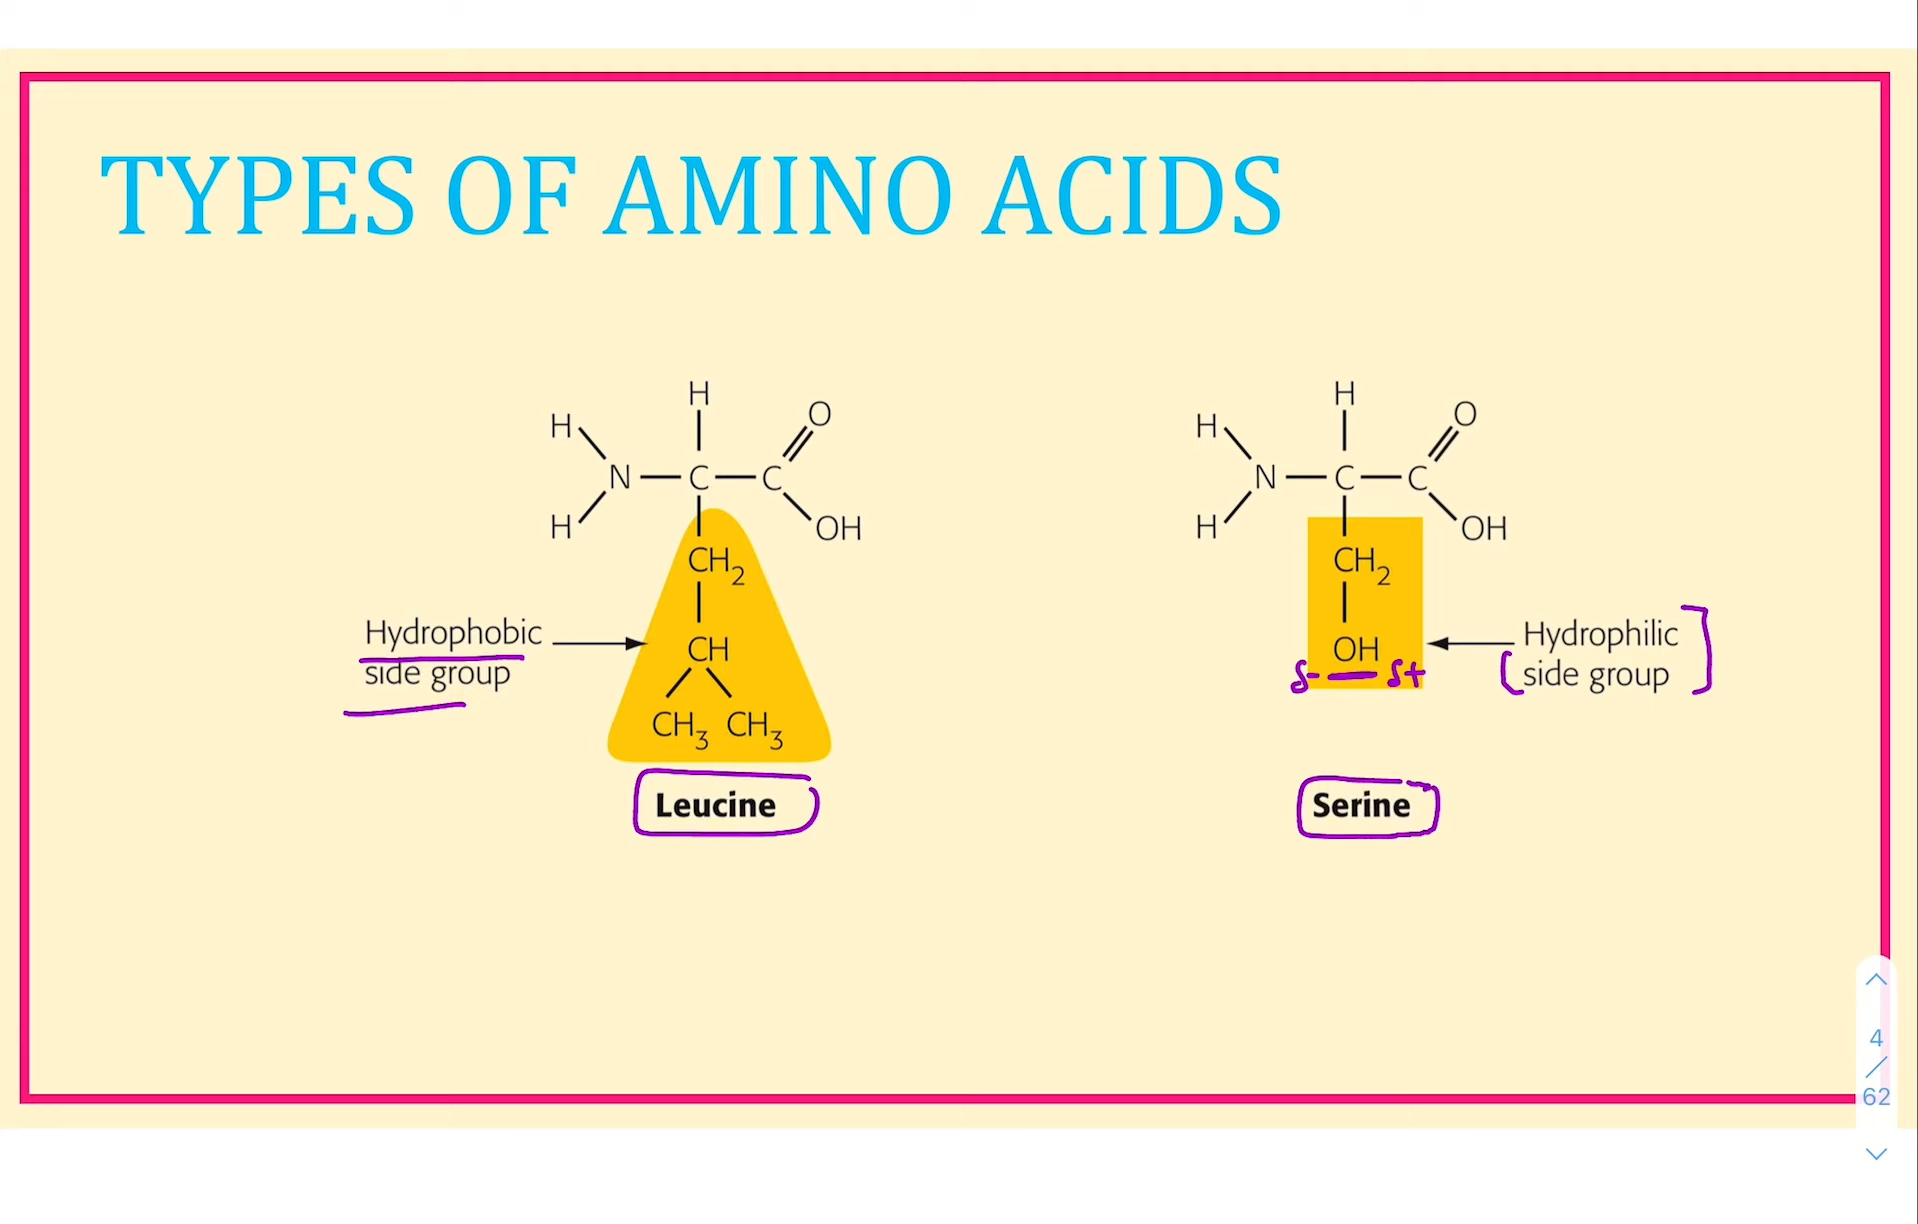 TYPES OF AMINO ACIDS
H
H
O
N
C
C
H
OH
CH2
CH
CH3 CH3
Hydrophobic
side group
Leucine
H
H
O
N
C
C
H
OH
CH2
OH
δ- δ+
Hydrophilic
side group
Serine
4
/
62